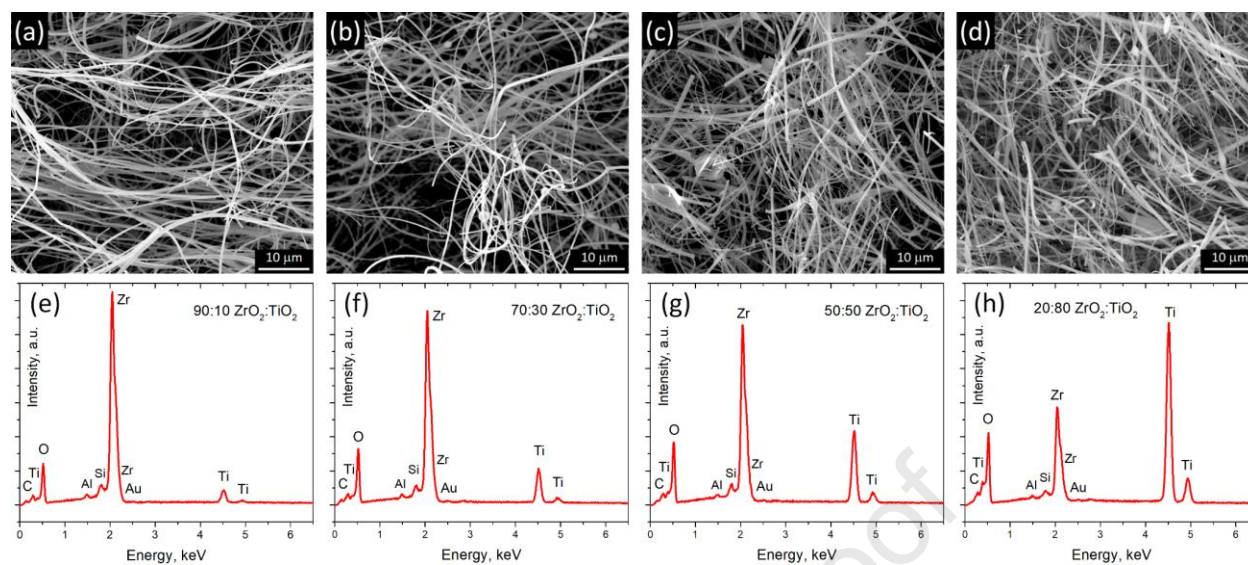 (a) (b) (c) (d)
10 μm 10 μm 10 μm 10 μm
(e)
Zr
90:10 ZrO₂:TiO₂
Intensity, a.u.
O
Ti
C
Al
Si
Zr
Au
Ti
Ti
0 1 2 3 4 5 6
Energy, keV
(f)
Zr
70:30 ZrO₂:TiO₂
Intensity, a.u.
O
Ti
C
Al
Si
Zr
Au
Ti
Ti
0 1 2 3 4 5 6
Energy, keV
(g)
Zr
50:50 ZrO₂:TiO₂
Intensity, a.u.
O
Ti
C
Al
Si
Zr
Au
Ti
Ti
0 1 2 3 4 5 6
Energy, keV
(h)
20:80 ZrO₂:TiO₂
Ti
Intensity, a.u.
Zr
O
Ti
C
Al
Si
Zr
Au
Ti
0 1 2 3 4 5 6
Energy, keV